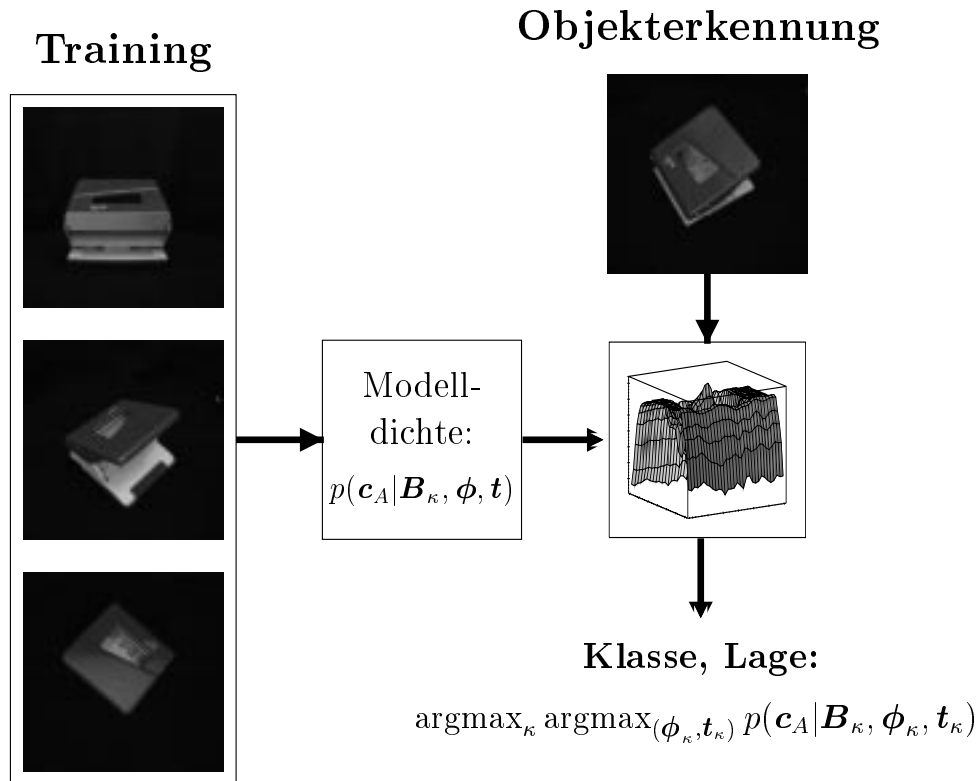 Training
Objekterkennung
Modell-
dichte:
p(c_A|B_κ, ϕ, t)
Klasse, Lage:
argmax_κ argmax_(ϕ_κ,t_κ) p(c_A|B_κ, ϕ_κ, t_κ)